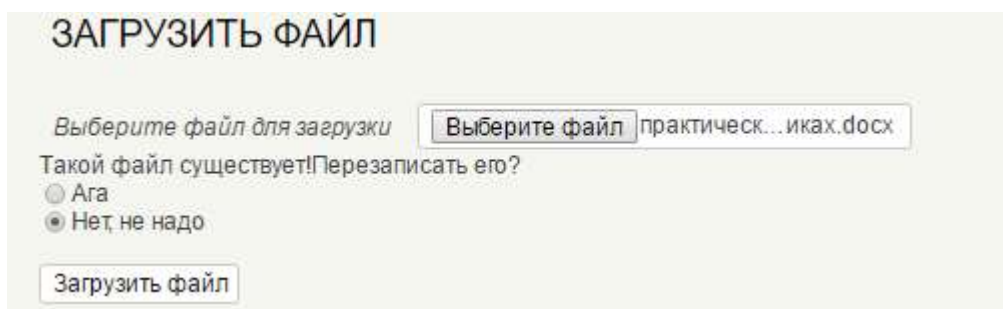 ЗАГРУЗИТЬ ФАЙЛ
Выберите файл для загрузки Выберите файл практическ...иках.docx
Такой файл существует!Перезаписать его?
Ага
Нет, не надо
Загрузить файл